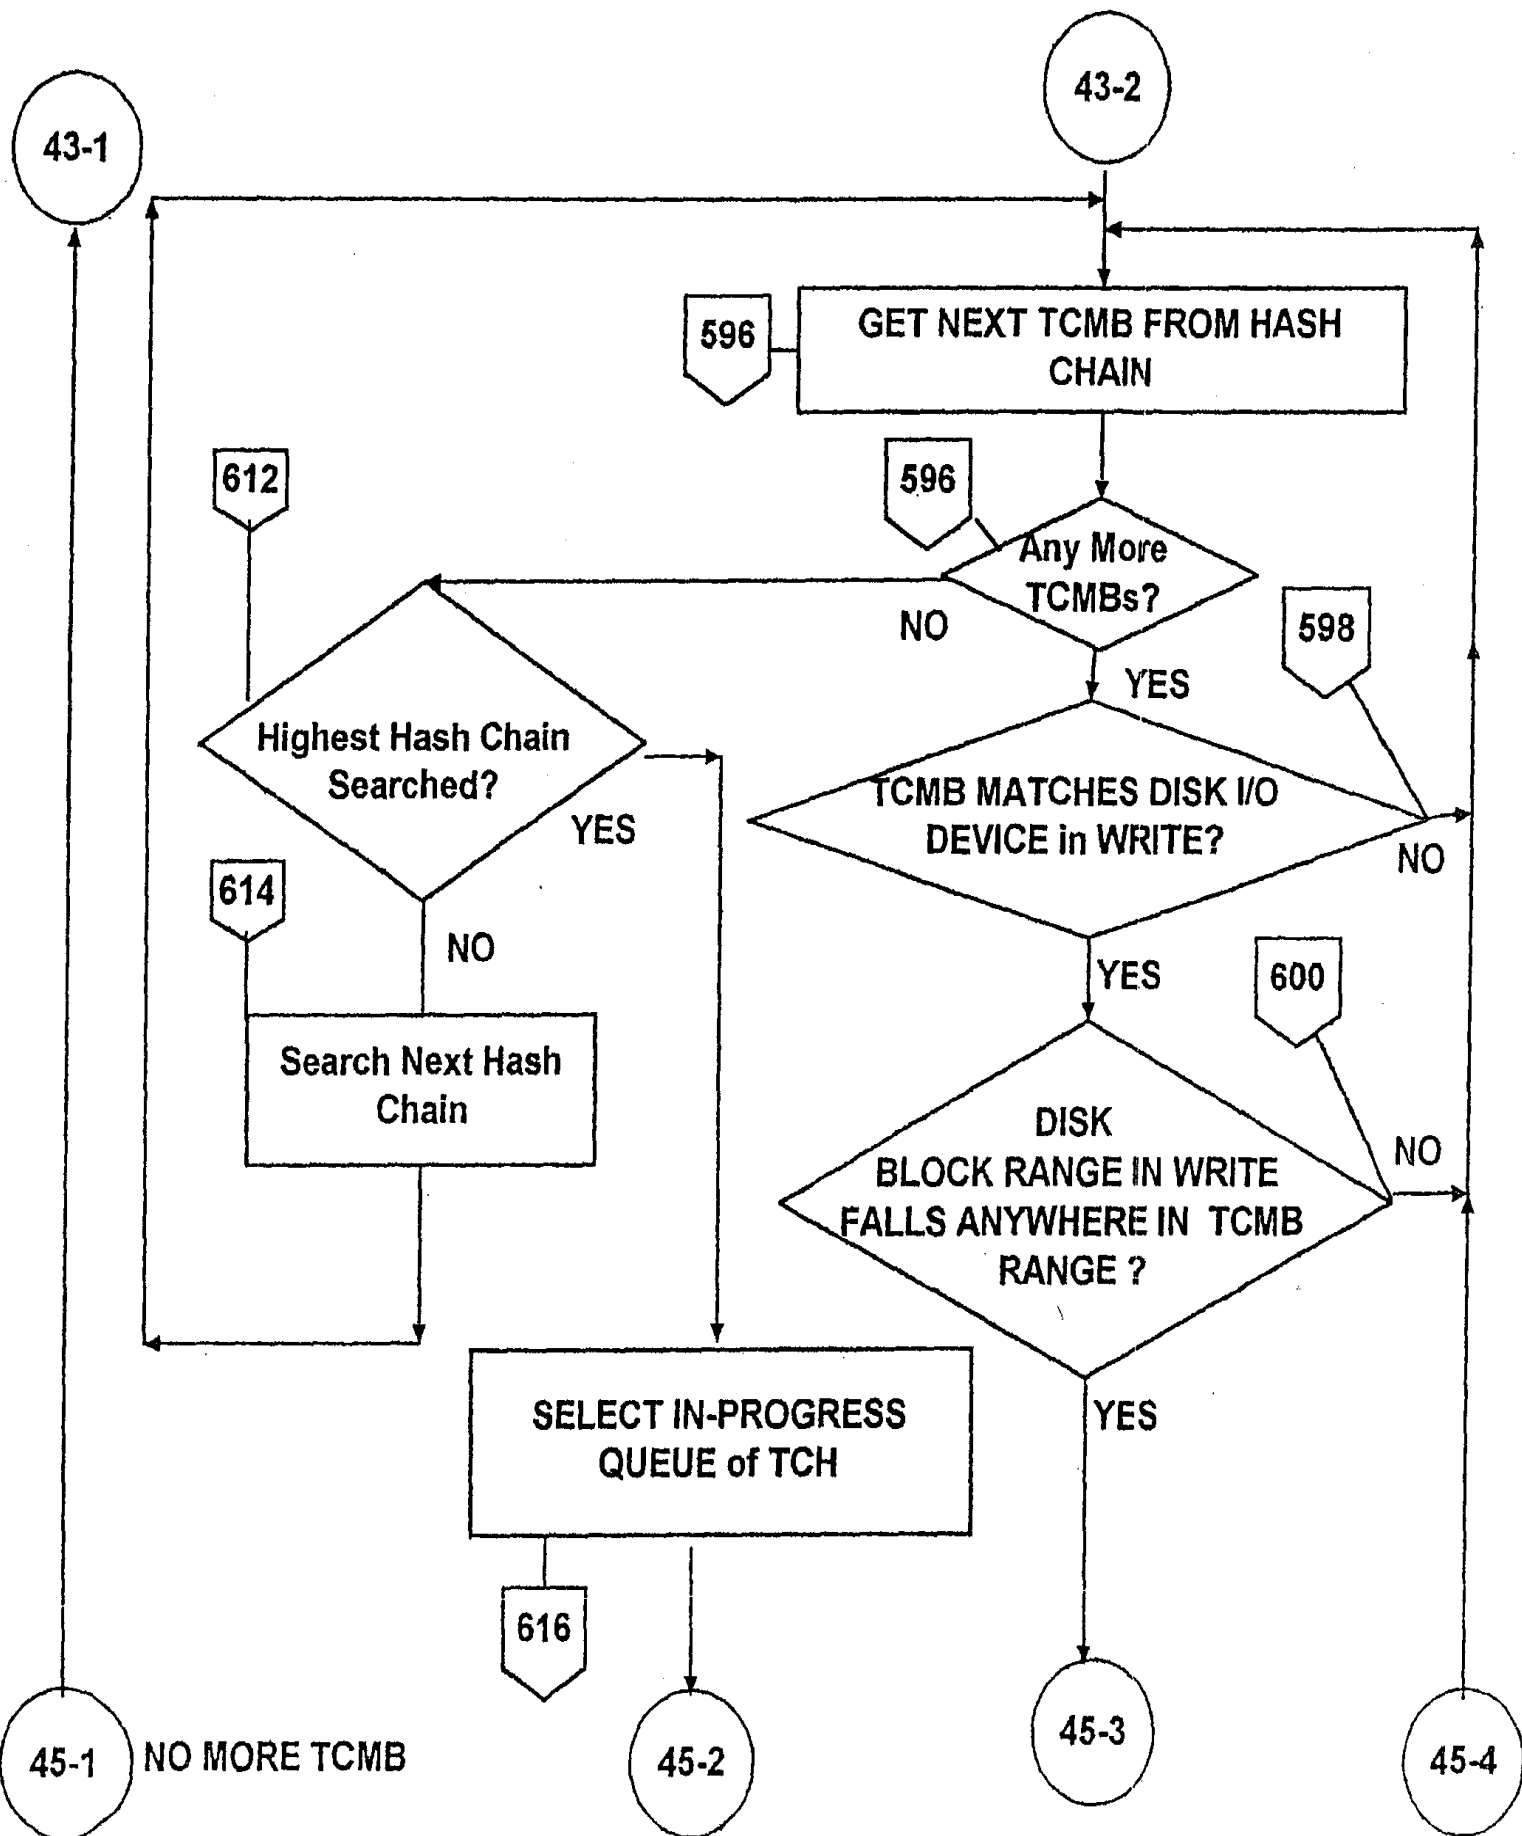 43-2
43-1
596
GET NEXT TCMB FROM HASH
CHAIN
612
596
Any More
TCMBs?
NO
598
YES
Highest Hash Chain
Searched?
YES
TCMB MATCHES DISK I/O
DEVICE in WRITE?
NO
614
NO
YES
600
Search Next Hash
Chain
DISK
BLOCK RANGE IN WRITE
FALLS ANYWHERE IN TCMB
RANGE ?
NO
SELECT IN-PROGRESS
QUEUE of TCH
YES
616
45-1
NO MORE TCMB
45-2
45-3
45-4